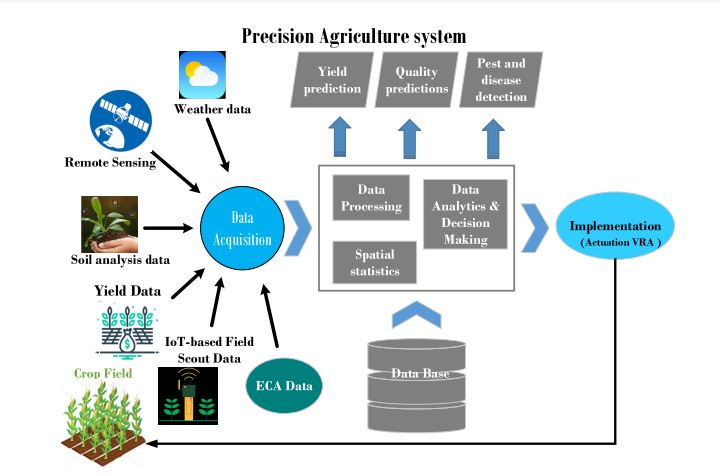 Precision Agriculture system
Weather data
Yield
prediction
Quality
predictions
Pest and
disease
detection
Remote Sensing
Soil analysis data
Yield Data
IoT-based Field
Scout Data
ECA Data
Data
Acquisition
Data
Processing
Data
Analytics &
Decision
Making
Spatial
statistics
Implementation
(Actuation VRA )
Data Base
Crop Field